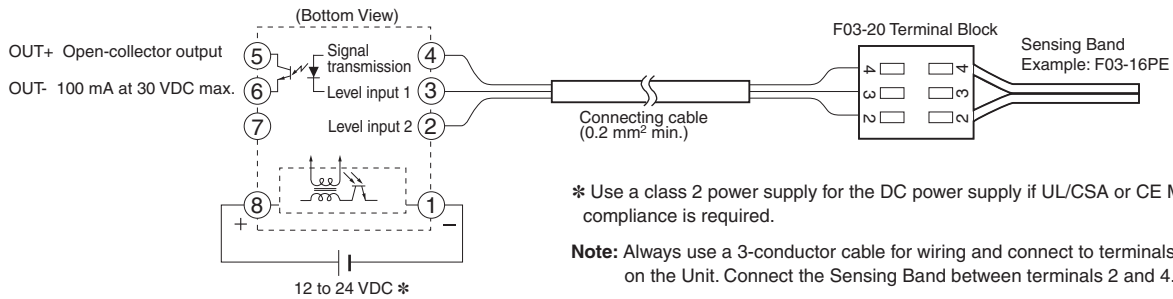 (Bottom View)
OUT+ Open-collector output
OUT- 100 mA at 30 VDC max.
5
6
7
8
Signal
transmission
Level input 1
Level input 2
4
3
2
1
+
−
12 to 24 VDC ✻
Connecting cable
(0.2 mm² min.)
F03-20 Terminal Block
4 4
3 3
2 2
Sensing Band
Example: F03-16PE
✻ Use a class 2 power supply for the DC power supply if UL/CSA or CE M
compliance is required.
Note: Always use a 3-conductor cable for wiring and connect to terminals
on the Unit. Connect the Sensing Band between terminals 2 and 4.